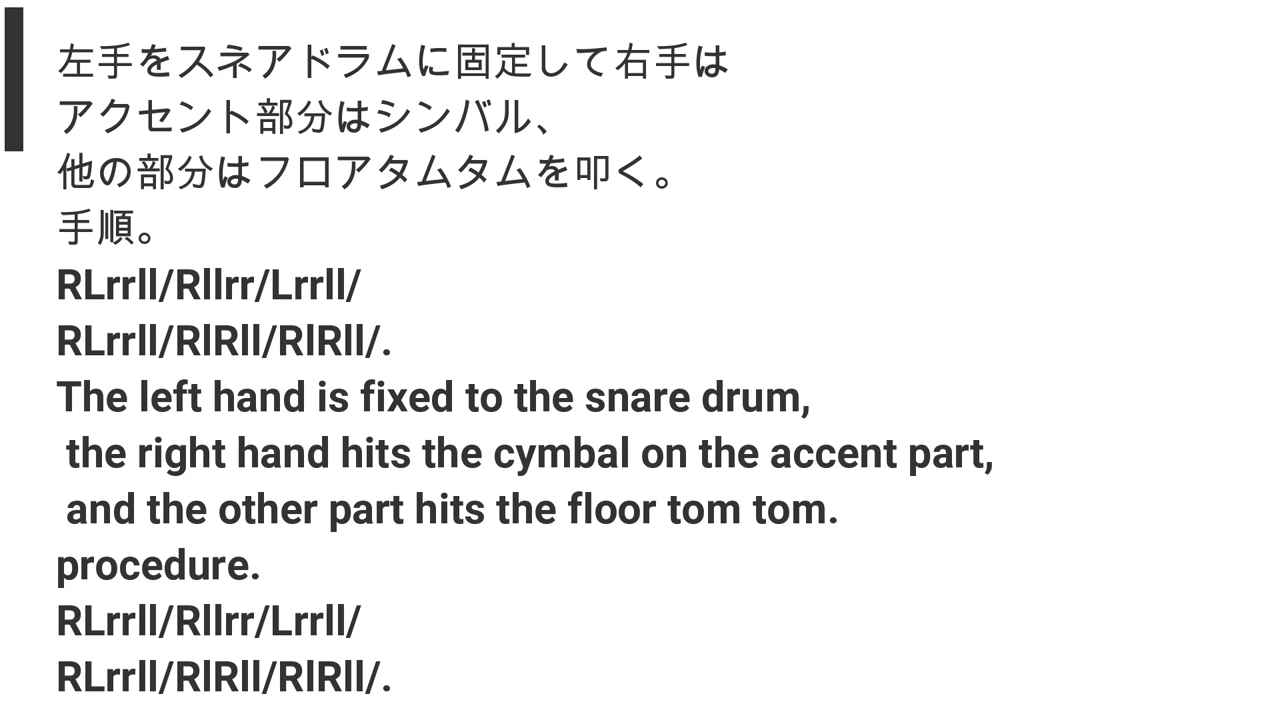 左手をスネアドラムに固定して右手は
アクセント部分はシンバル、
他の部分はフロアタムタムを叩く。
手順。
RLrrll/Rllrr/Lrrll/
RLrrll/RlRll/RlRll/.
The left hand is fixed to the snare drum,
the right hand hits the cymbal on the accent part,
and the other part hits the floor tom tom.
procedure.
RLrrll/Rllrr/Lrrll/
RLrrll/RlRll/RlRll/.